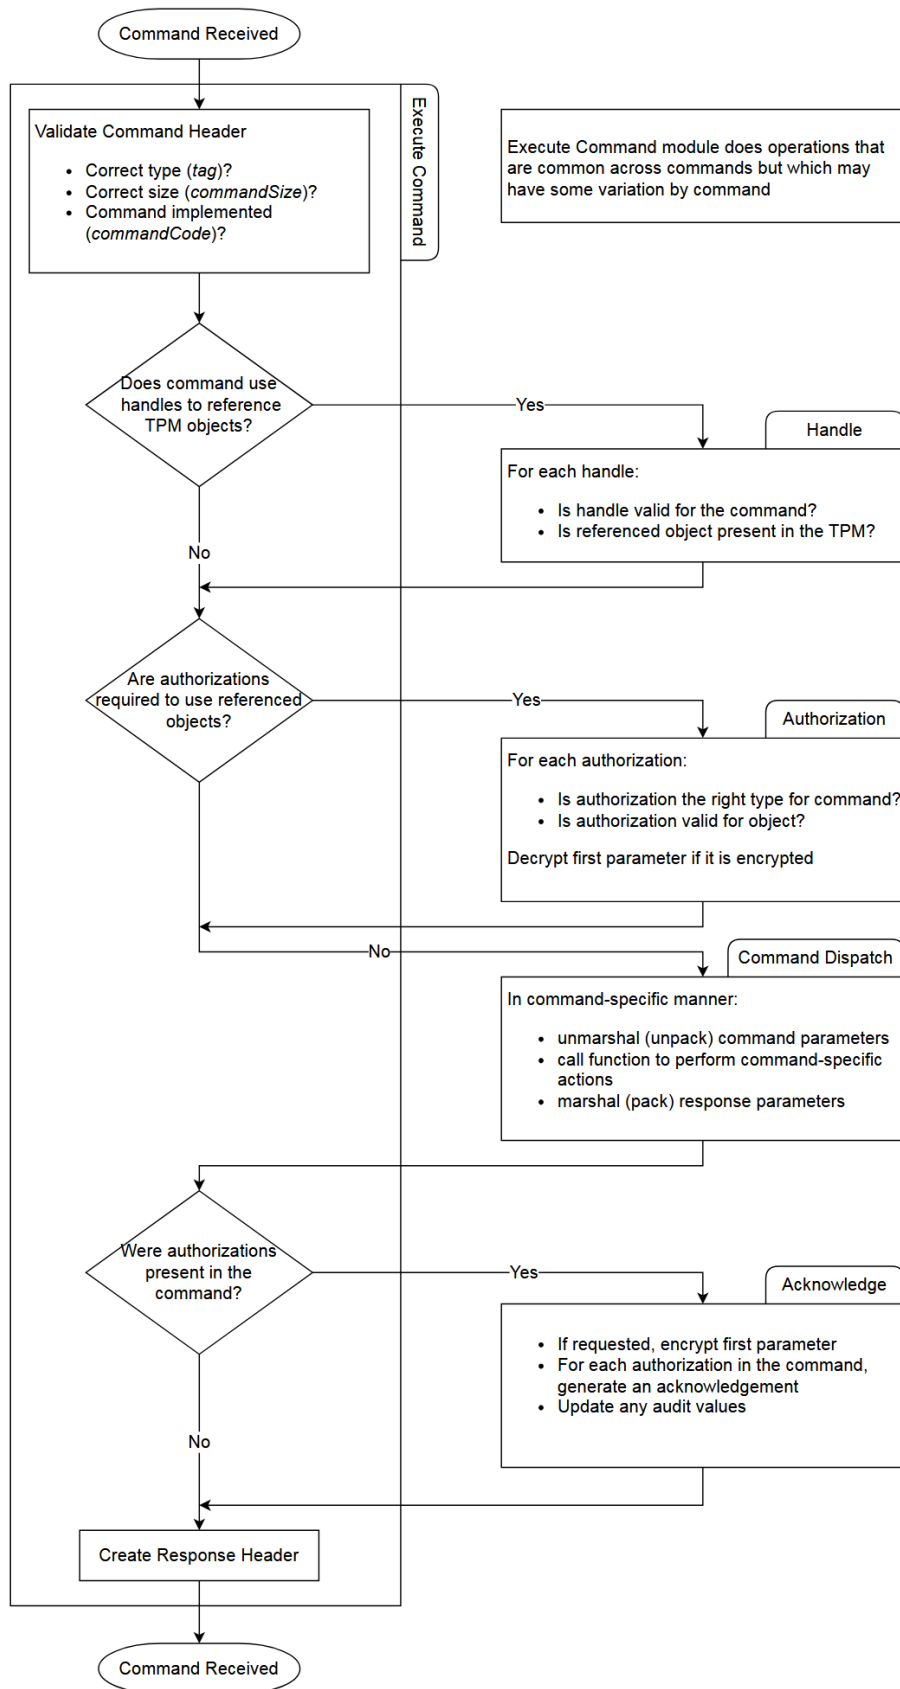 Command Received
Execute Command
Validate Command Header
• Correct type (tag)?
• Correct size (commandSize)?
• Command implemented
(commandCode)?
Execute Command module does operations that
are common across commands but which may
have some variation by command
Does command use
handles to reference
TPM objects?
Yes
No
Handle
For each handle:
• Is handle valid for the command?
• Is referenced object present in the TPM?
Are authorizations
required to use referenced
objects?
Yes
Authorization
For each authorization:
• Is authorization the right type for command?
• Is authorization valid for object?
Decrypt first parameter if it is encrypted
No
Command Dispatch
In command-specific manner:
• unmarshal (unpack) command parameters
• call function to perform command-specific
actions
• marshal (pack) response parameters
Were authorizations
present in the
command?
Yes
No
Acknowledge
• If requested, encrypt first parameter
• For each authorization in the command,
generate an acknowledgement
• Update any audit values
Create Response Header
Command Received